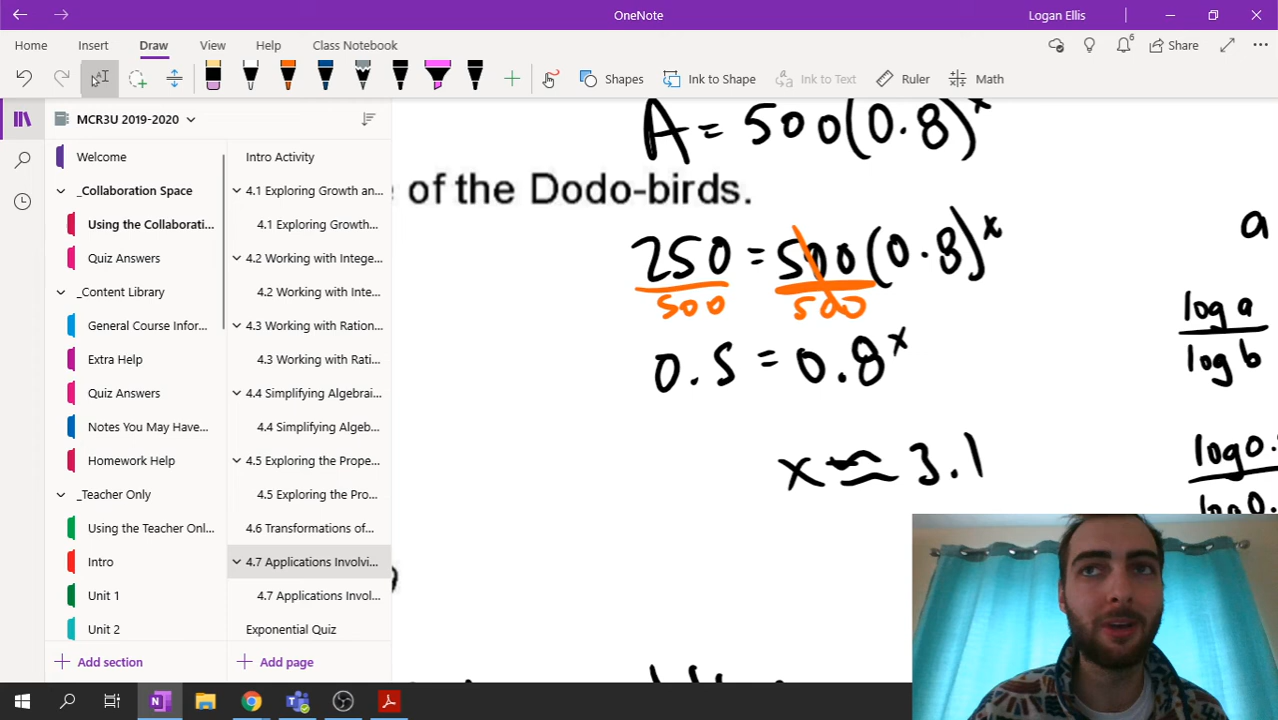 OneNote
Logan Ellis
Home Insert Draw View Help Class Notebook
6
Share
Shapes Ink to Shape Ink to Text Ruler Math
MCR3U 2019-2020
Welcome
_Collaboration Space
Using the Collaborati...
Quiz Answers
_Content Library
General Course Infor...
Extra Help
Quiz Answers
Notes You May Have...
Homework Help
_Teacher Only
Using the Teacher Onl...
Intro
Unit 1
Unit 2
Add section
Intro Activity
4.1 Exploring Growth an...
4.1 Exploring Growth...
4.2 Working with Intege...
4.2 Working with Inte...
4.3 Working with Ration...
4.3 Working with Rati...
4.4 Simplifying Algebrai...
4.4 Simplifying Algeb...
4.5 Exploring the Prope...
4.5 Exploring the Pro...
4.6 Transformations of...
4.7 Applications Involvi...
4.7 Applications Invol...
Exponential Quiz
Add page
A = 500(0.8)^x
of the Dodo-birds.
250 = 500(0.8)^x
500 500
0.5 = 0.8^x
x ≈ 3.1
a
log a
log b
log 0.
log 0.